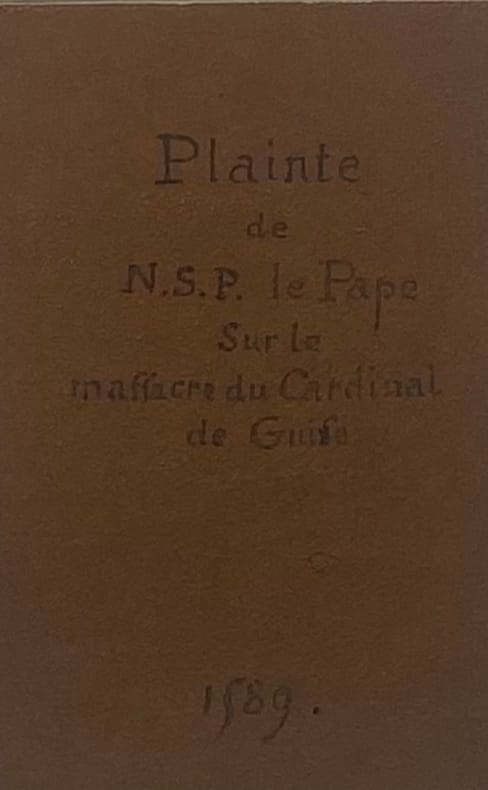 Plainte
de
N.S.P. le Pape
Sur le
maſſacre du Cardinal
de Guiſe
1589.